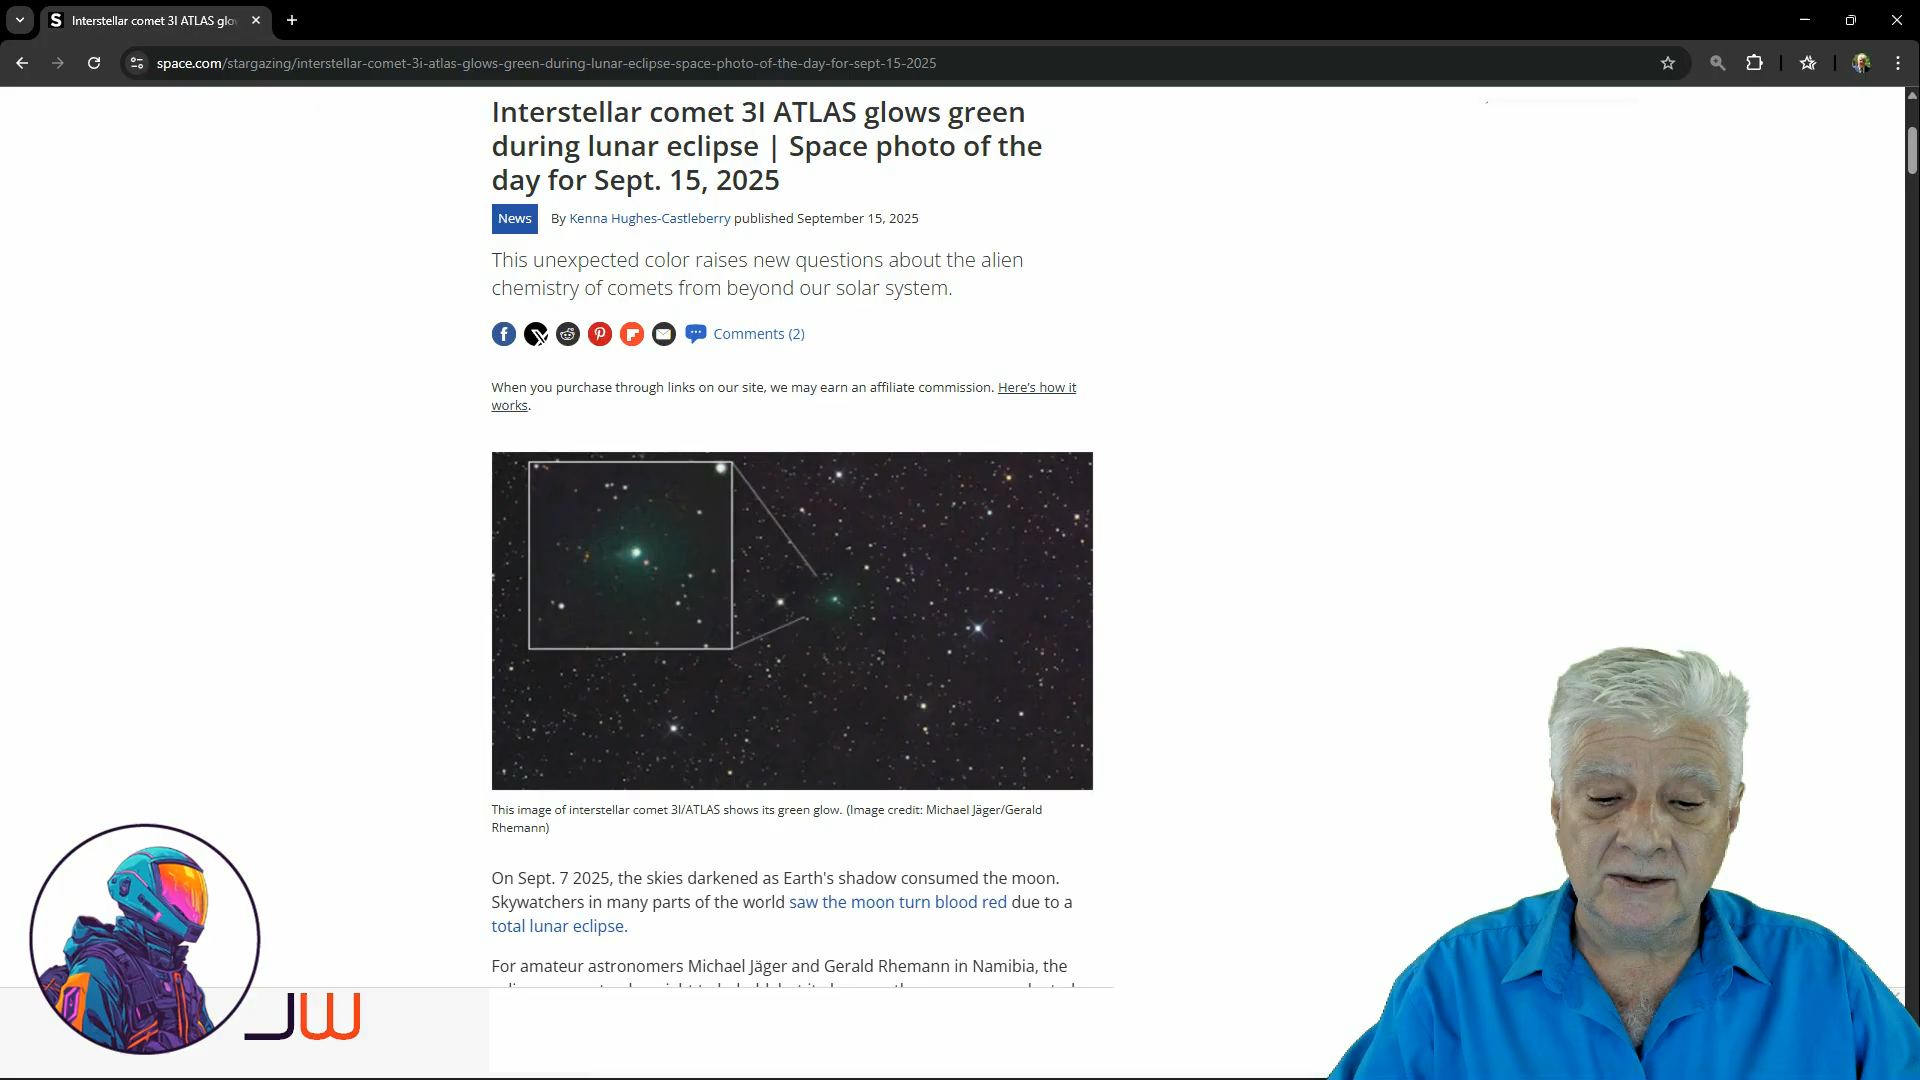 Interstellar comet 3I ATLAS glo
space.com/stargazing/interstellar-comet-3i-atlas-glows-green-during-lunar-eclipse-space-photo-of-the-day-for-sept-15-2025
Interstellar comet 3I ATLAS glows green
during lunar eclipse | Space photo of the
day for Sept. 15, 2025
News By Kenna Hughes-Castleberry published September 15, 2025
This unexpected color raises new questions about the alien
chemistry of comets from beyond our solar system.
Comments (2)
When you purchase through links on our site, we may earn an affiliate commission. Here's how it
works.
This image of interstellar comet 3I/ATLAS shows its green glow. (Image credit: Michael Jäger/Gerald
Rhemann)
On Sept. 7 2025, the skies darkened as Earth's shadow consumed the moon.
Skywatchers in many parts of the world saw the moon turn blood red due to a
total lunar eclipse.
For amateur astronomers Michael Jäger and Gerald Rhemann in Namibia, the
JW